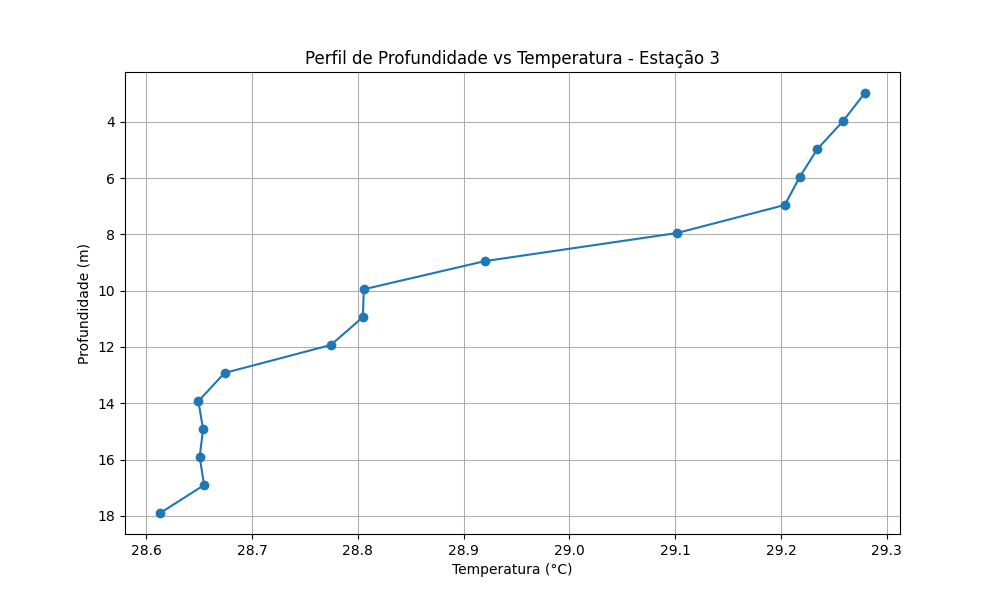 Perfil de Profundidade vs Temperatura - Estação 3
Profundidade (m)
4
6
8
10
12
14
16
18
28.6 28.7 28.8 28.9 29.0 29.1 29.2 29.3
Temperatura (°C)